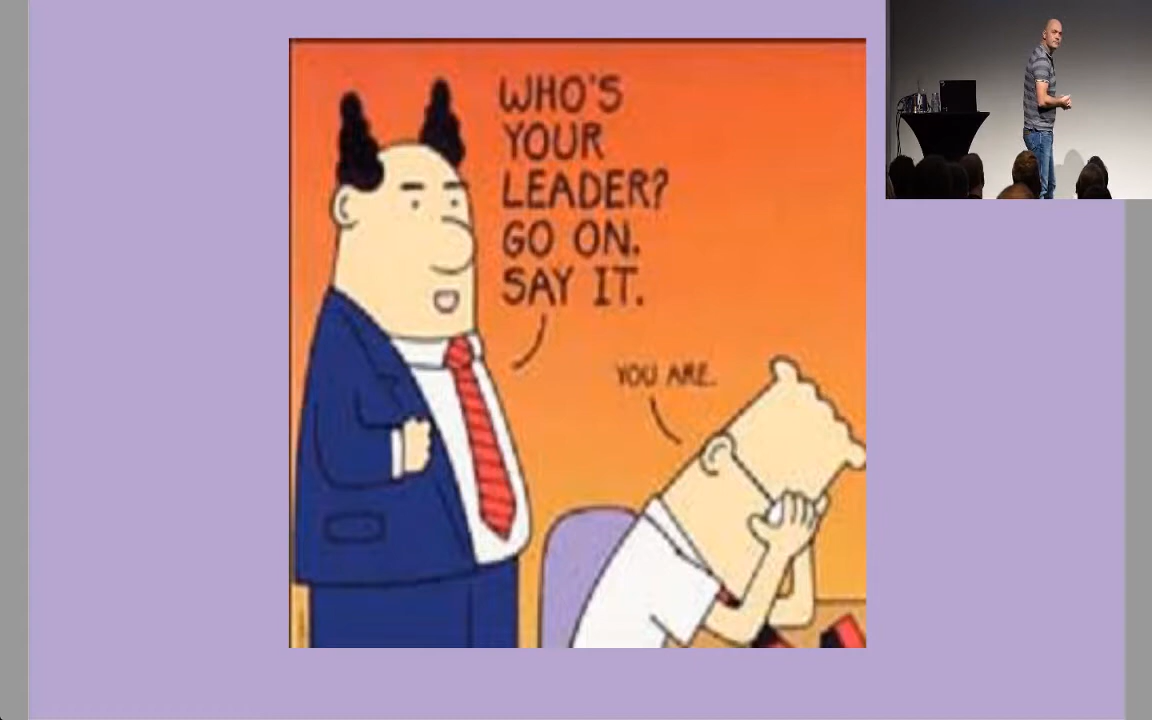 WHO'S
YOUR
LEADER?
GO ON.
SAY IT.
YOU ARE.